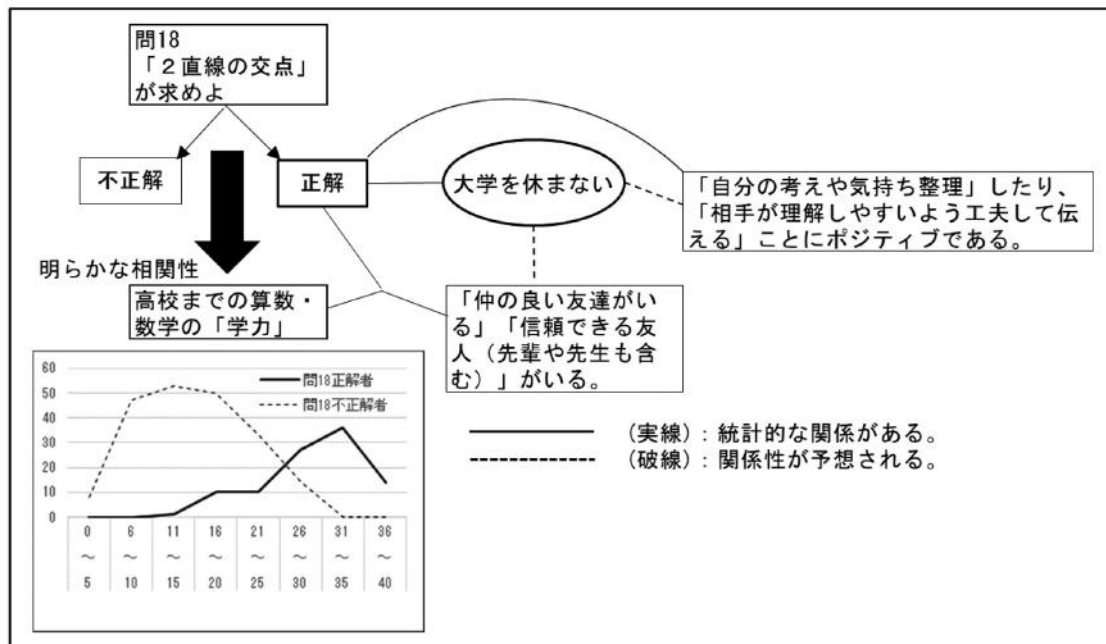 問18
「２直線の交点」
が求めよ
不正解
正解
大学を休まない
「自分の考えや気持ち整理」したり、
「相手が理解しやすいよう工夫して伝
える」ことにポジティブである。
明らかな相関性
高校までの算数・
数学の「学力」
「仲の良い友達がい
る」「信頼できる友
人（先輩や先生も含
む）」がいる。
60
50
40
30
20
10
0
問18正解者
問18不正解者
0 6 11 16 21 26 31 36
～ ～ ～ ～ ～ ～ ～ ～
5 10 15 20 25 30 35 40
（実線）：統計的な関係がある。
（破線）：関係性が予想される。